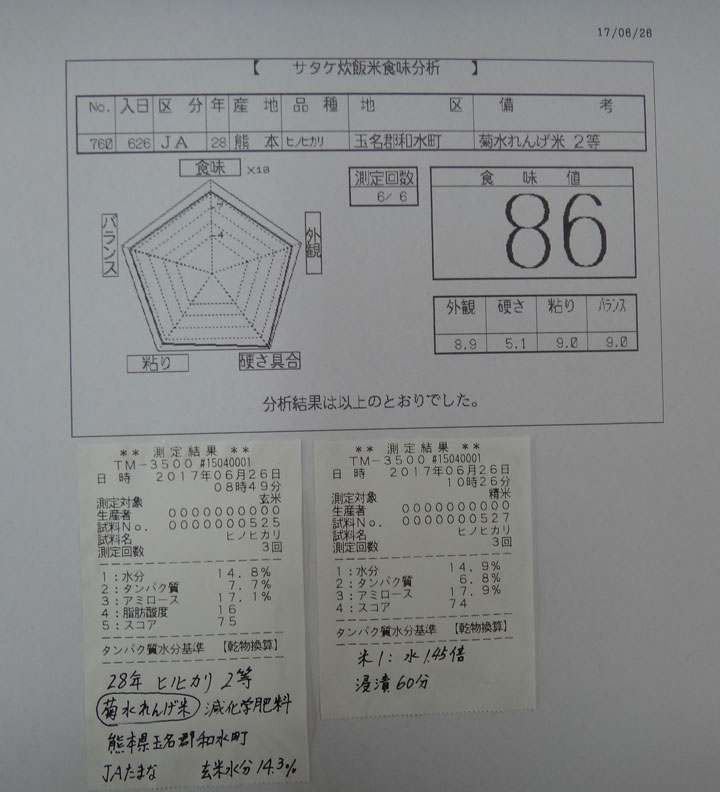 17/06/26
【 サタケ炊飯米食味分析 】
No. 入日 区分 年 産地 品種 地区 備考
760 626 JA 28 熊本 ヒノヒカリ 玉名郡和水町 菊水れんげ米 2等
食味 ×10
7
4
外観
硬さ具合
粘り
バランス
測定回数
6/ 6
食味値
86
外観 硬さ 粘り バランス
8.9 5.1 9.0 9.0
分析結果は以上のとおりでした。
** 測定結果 **
TM-3500 #15040001
日 時 2017年06月26日
08時49分
測定対象 玄米
生産者 0000000000
試料No. 0000000525
試料名 ヒノヒカリ
測定回数 3回
1:水分 14.8%
2:タンパク質 7.7%
3:アミロース 17.1%
4:脂肪酸度 16
5:スコア 75
タンパク質水分基準 【乾物換算】
28年 ヒノヒカリ 2等
菊水れんげ米 減化学肥料
熊本県玉名郡和水町
JAたまな 玄米水分14.3%
** 測定結果 **
TM-3500 #15040001
日 時 2017年06月26日
10時26分
測定対象 精米
生産者 0000000000
試料No. 0000000527
試料名 ヒノヒカリ
測定回数 3回
1:水分 14.9%
2:タンパク質 6.8%
3:アミロース 17.9%
4:スコア 74
タンパク質水分基準 【乾物換算】
米1:水1.45倍
浸漬60分